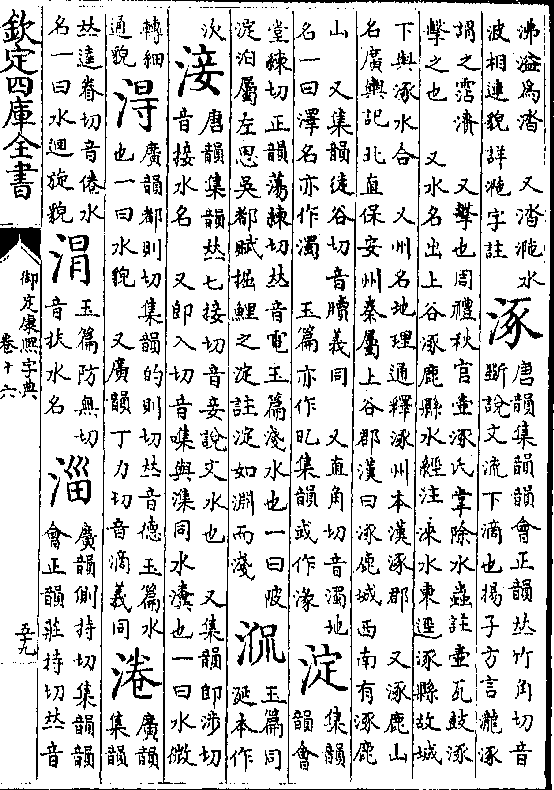 沸溢為涾　又涾水
波相連貌詳字註
涿
唐韻集韻韻會正韻𠀤竹角切音
斵說文流下滴也揚子方言瀧涿
謂之霑漬　又擊也周禮秋官壺涿氏掌除水蟲註壺瓦鼓涿
擊之也　又水名出上谷涿鹿縣水經注涿水東逕涿縣故城
下與涿水合　又州名地理通釋涿州本漢涿郡　又涿鹿山
名廣輿記北直保安州秦屬上谷郡漢曰涿鹿城西南有涿鹿
山　又集韻徒谷切音牘義同　又直角切音濁地
名一曰澤名亦作濁　玉篇亦作集韻或作
淀
集韻
韻會
堂練切正韻蕩練切𠀤音電玉篇淺水也一曰陂
淀泊屬左思吳都賦掘鯉之淀註淀如淵而淺
玉篇同
涎本作
次
淁
唐韻集韻𠀤七接切音妾說文水也　又集韻即涉切
音接水名　又即入切音㗱與湒同水瀵也一曰水微
轉細
通貌
淂
廣韻都則切集韻的則切𠀤音德玉篇水
也一曰水貌　又廣韻丁力切音滴義同
淃
廣韻
集韻
𠀤逵眷切音倦水
名一曰水迴旋貌
玉篇防無切
音扶水名
淄
廣韻側持切集韻韻
會正韻莊持切𠀤音
欽定四庫全書
御定康熙字典
卷十六
五十九